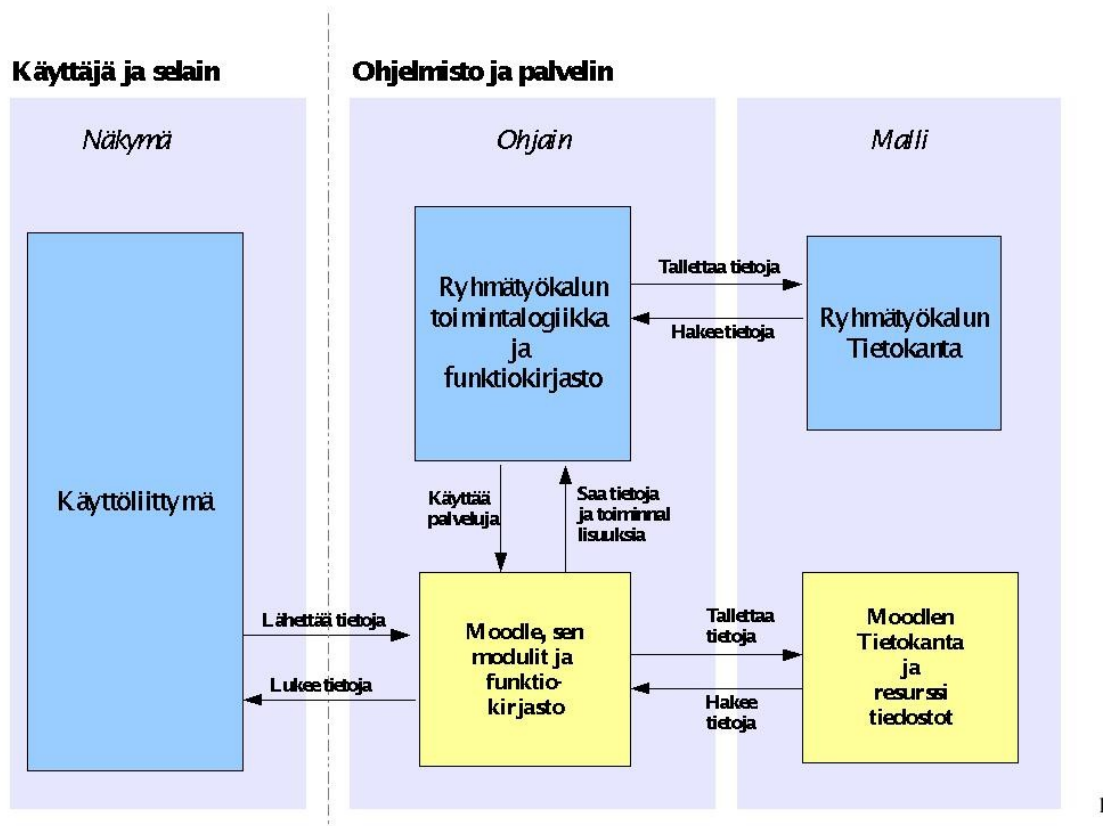 Käyttäjä ja selain
Ohjelmisto ja palvelin
Näkymä
Ohjain
Malli
Käyttöliittymä
Ryhmätyökalun
toimintalogiikka
ja
funktiokirjasto
Tallettaa tietoja
Hakee tietoja
Ryhmätyökalun
Tietokanta
Käyttää
palveluja
Saa tietoja
ja toiminnal
lisuuksia
Lähettää tietoja
Lukee tietoja
Moodle, sen
modulit ja
funktio-
kirjasto
Tallettaa
tietoja
Hakee
tietoja
Moodlen
Tietokanta
ja
resurssi
tiedostot